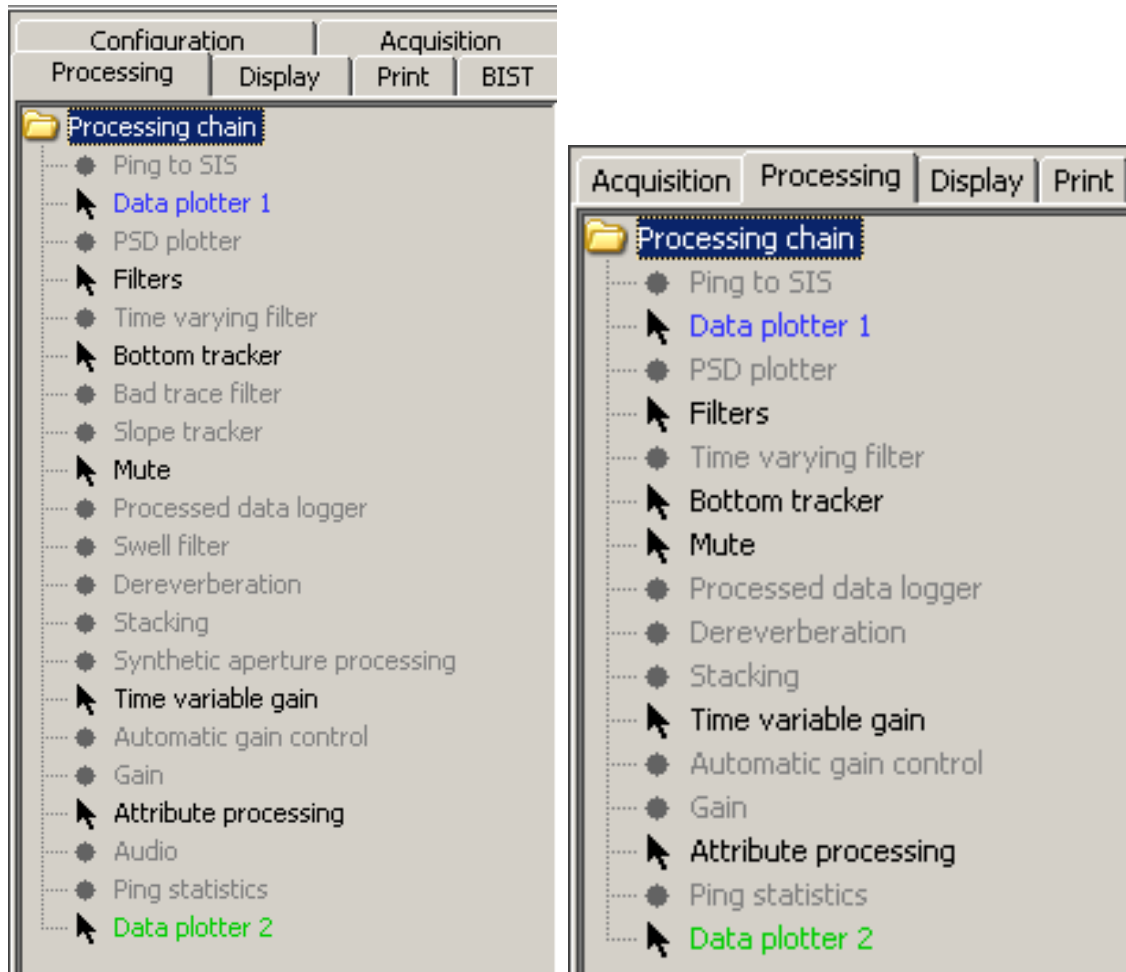 Configuration Acquisition
Processing Display Print BIST
Processing chain
Ping to SIS
Data plotter 1
PSD plotter
Filters
Time varying filter
Bottom tracker
Bad trace filter
Slope tracker
Mute
Processed data logger
Swell filter
Dereverberation
Stacking
Synthetic aperture processing
Time variable gain
Automatic gain control
Gain
Attribute processing
Audio
Ping statistics
Data plotter 2
Acquisition Processing Display Print
Processing chain
Ping to SIS
Data plotter 1
PSD plotter
Filters
Time varying filter
Bottom tracker
Mute
Processed data logger
Dereverberation
Stacking
Time variable gain
Automatic gain control
Gain
Attribute processing
Ping statistics
Data plotter 2